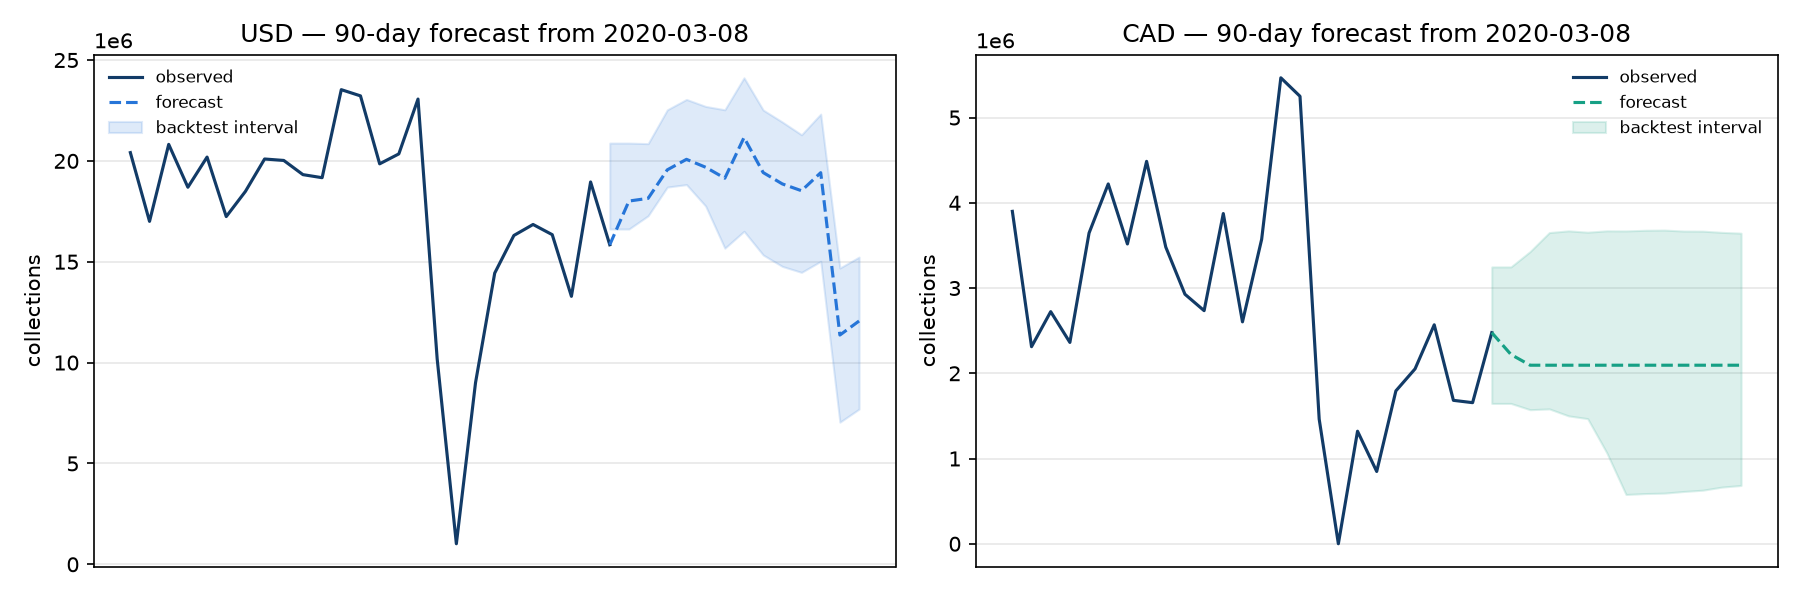 USD — 90-day forecast from 2020-03-08
1e6
25
20
15
10
5
0
collections
observed
forecast
backtest interval
CAD — 90-day forecast from 2020-03-08
1e6
5
4
3
2
1
0
collections
observed
forecast
backtest interval